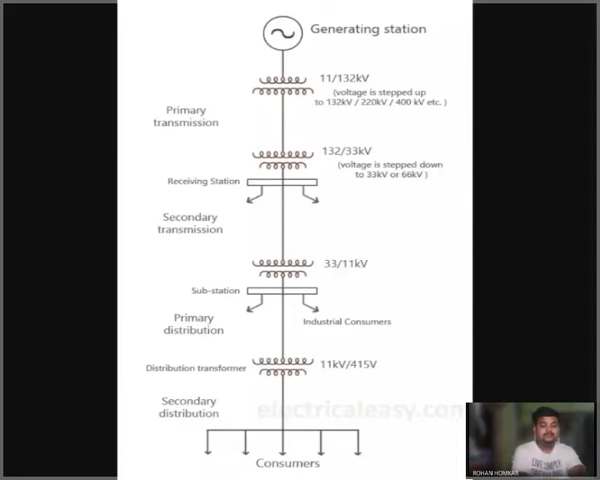 Generating station
11/132kV
(voltage is stepped up
to 132kV / 220kV / 400 kV etc. )
Primary
transmission
132/33kV
(voltage is stepped down
to 33kV or 66kV )
Receiving Station
Secondary
transmission
33/11kV
Sub-station
Primary
distribution
Industrial Consumers
Distribution transformer
11kV/415V
Secondary
distribution
electricaleasy.com
Consumers
ROHAN HOMKAR